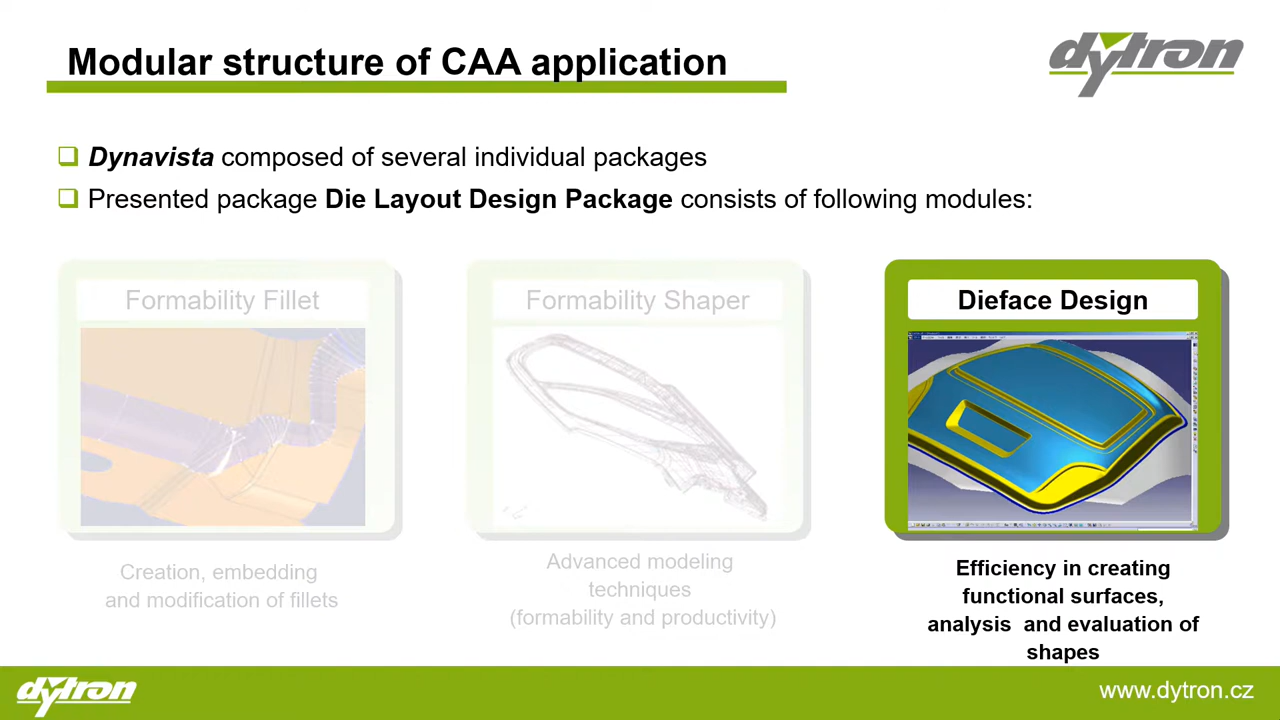 Modular structure of CAA application
dytron
Dynavista composed of several individual packages
Presented package Die Layout Design Package consists of following modules:
Formability Fillet
Formability Shaper
Dieface Design
Creation, embedding
and modification of fillets
Advanced modeling
techniques
(formability and productivity)
Efficiency in creating
functional surfaces,
analysis and evaluation of
shapes
dytron
www.dytron.cz